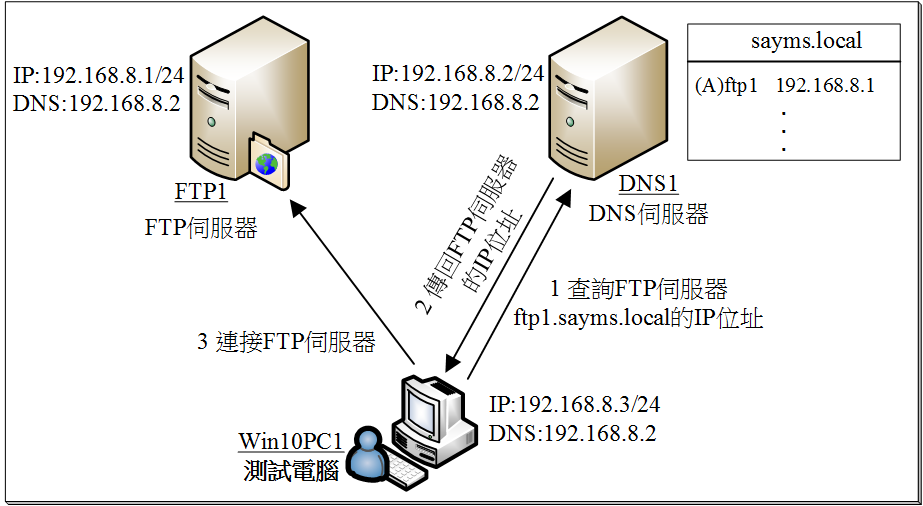 IP:192.168.8.1/24
DNS:192.168.8.2
FTP1
FTP伺服器
IP:192.168.8.2/24
DNS:192.168.8.2
DNS1
DNS伺服器
sayms.local
(A)ftp1 192.168.8.1
.
.
.
2 傳回FTP伺服器
的IP位址
1 查詢FTP伺服器
ftp1.sayms.local的IP位址
3 連接FTP伺服器
IP:192.168.8.3/24
DNS:192.168.8.2
Win10PC1
測試電腦